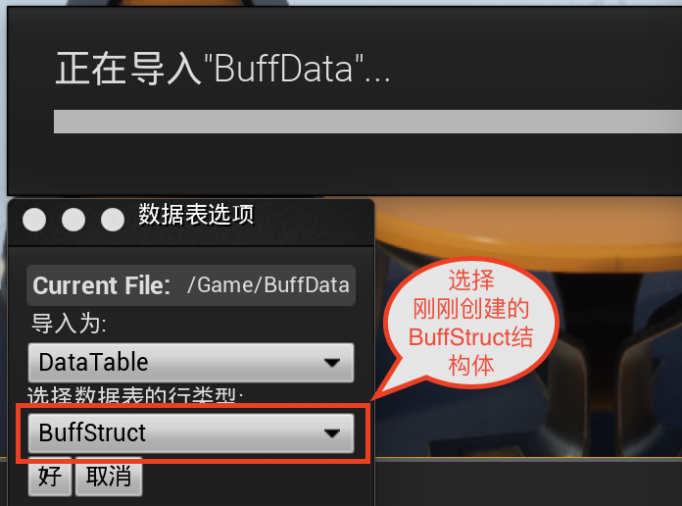 正在导入"BuffData"...
数据表选项
Current File: /Game/BuffData
导入为:
DataTable
选择数据表的行类型:
BuffStruct
好 取消
选择
刚刚创建的
BuffStruct结
构体